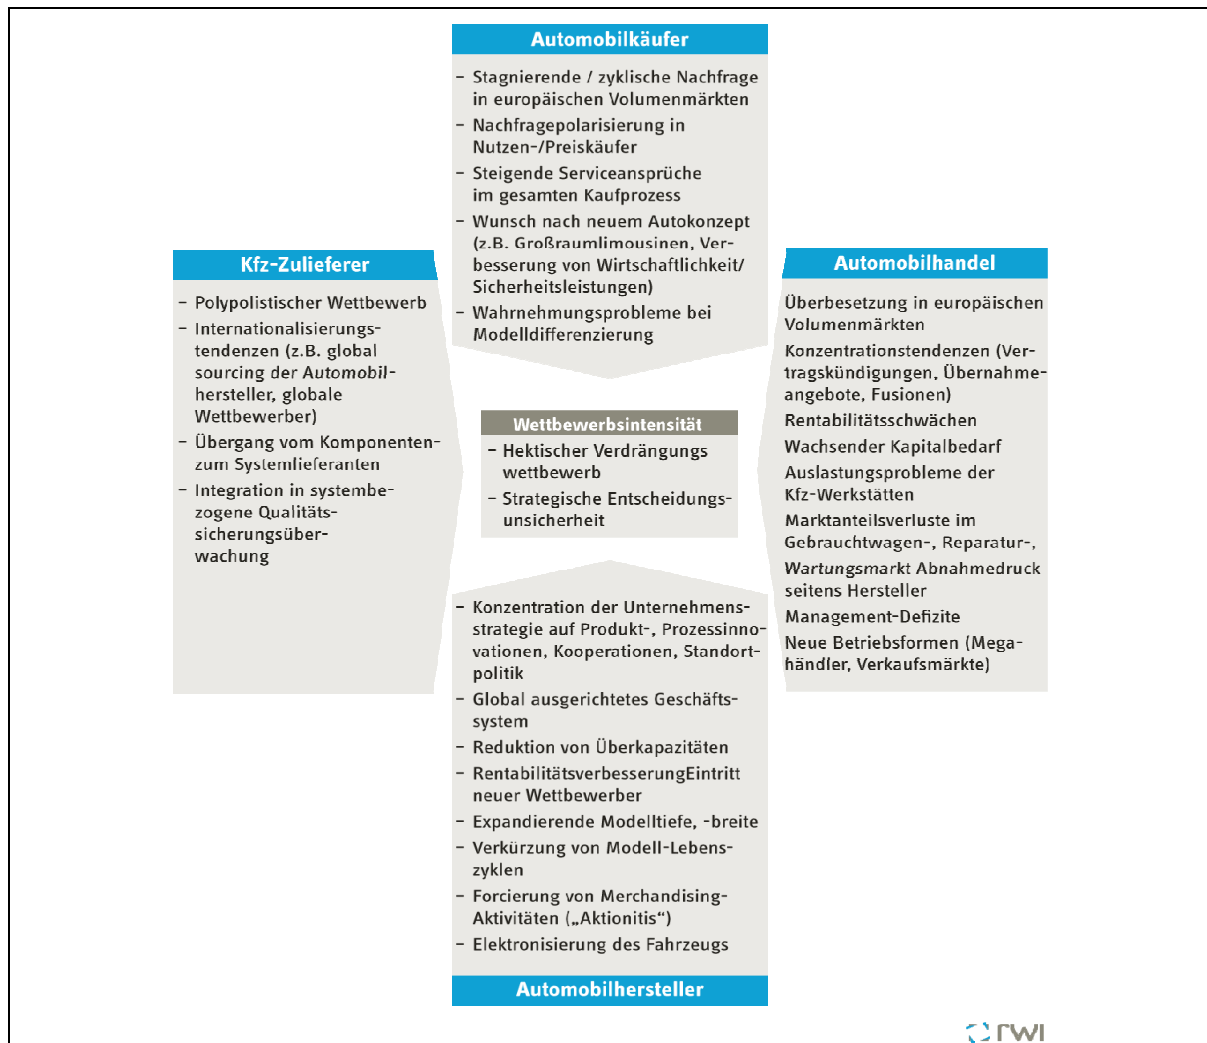 Automobilkäufer
– Stagnierende / zyklische Nachfrage
in europäischen Volumenmärkten
– Nachfragepolarisierung in
Nutzen-/Preiskäufer
– Steigende Serviceansprüche
im gesamten Kaufprozess
– Wunsch nach neuem Autokonzept
(z.B. Großraumlimousinen, Ver-
besserung von Wirtschaftlichkeit/
Sicherheitsleistungen)
– Wahrnehmungsprobleme bei
Modelldifferenzierung
Kfz-Zulieferer
– Polypolistischer Wettbewerb
– Internationalisierungs-
tendenzen (z.B. global
sourcing der Automobil-
hersteller, globale
Wettbewerber)
– Übergang vom Komponenten-
zum Systemlieferanten
– Integration in systembe-
zogene Qualitäts-
sicherungsüber-
wachung
Wettbewerbsintensität
– Hektischer Verdrängungs
wettbewerb
– Strategische Entscheidungs-
unsicherheit
Automobilhandel
Überbesetzung in europäischen
Volumenmärkten
Konzentrationstendenzen (Ver-
tragskündigungen, Übernahme-
angebote, Fusionen)
Rentabilitätsschwächen
Wachsender Kapitalbedarf
Auslastungsprobleme der
Kfz-Werkstätten
Marktanteilsverluste im
Gebrauchtwagen-, Reparatur-,
Wartungsmarkt Abnahmedruck
seitens Hersteller
Management-Defizite
Neue Betriebsformen (Mega-
händler, Verkaufsmärkte)
– Konzentration der Unternehmens-
strategie auf Produkt-, Prozessinno-
vationen, Kooperationen, Standort-
politik
– Global ausgerichtetes Geschäfts-
system
– Reduktion von Überkapazitäten
– RentabilitätsverbesserungEintritt
neuer Wettbewerber
– Expandierende Modelltiefe, -breite
– Verkürzung von Modell-Lebens-
zyklen
– Forcierung von Merchandising-
Aktivitäten („Aktionitis“)
– Elektronisierung des Fahrzeugs
Automobilhersteller
rwi